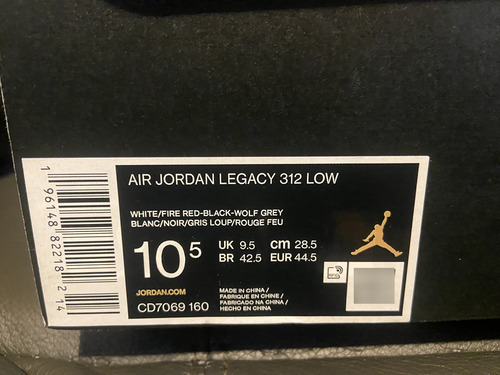 AIR JORDAN LEGACY 312 LOW
WHITE/FIRE RED-BLACK-WOLF GREY
BLANC/NOIR/GRIS LOUP/ROUGE FEU
10 5 UK 9.5 cm 28.5
BR 42.5 EUR 44.5
JORDAN.COM
CD7069 160
MADE IN CHINA /
FABRIQUÉ EN CHINE /
FABRICADO NA CHINA /
HECHO EN CHINA
1 96148 82218 2 14